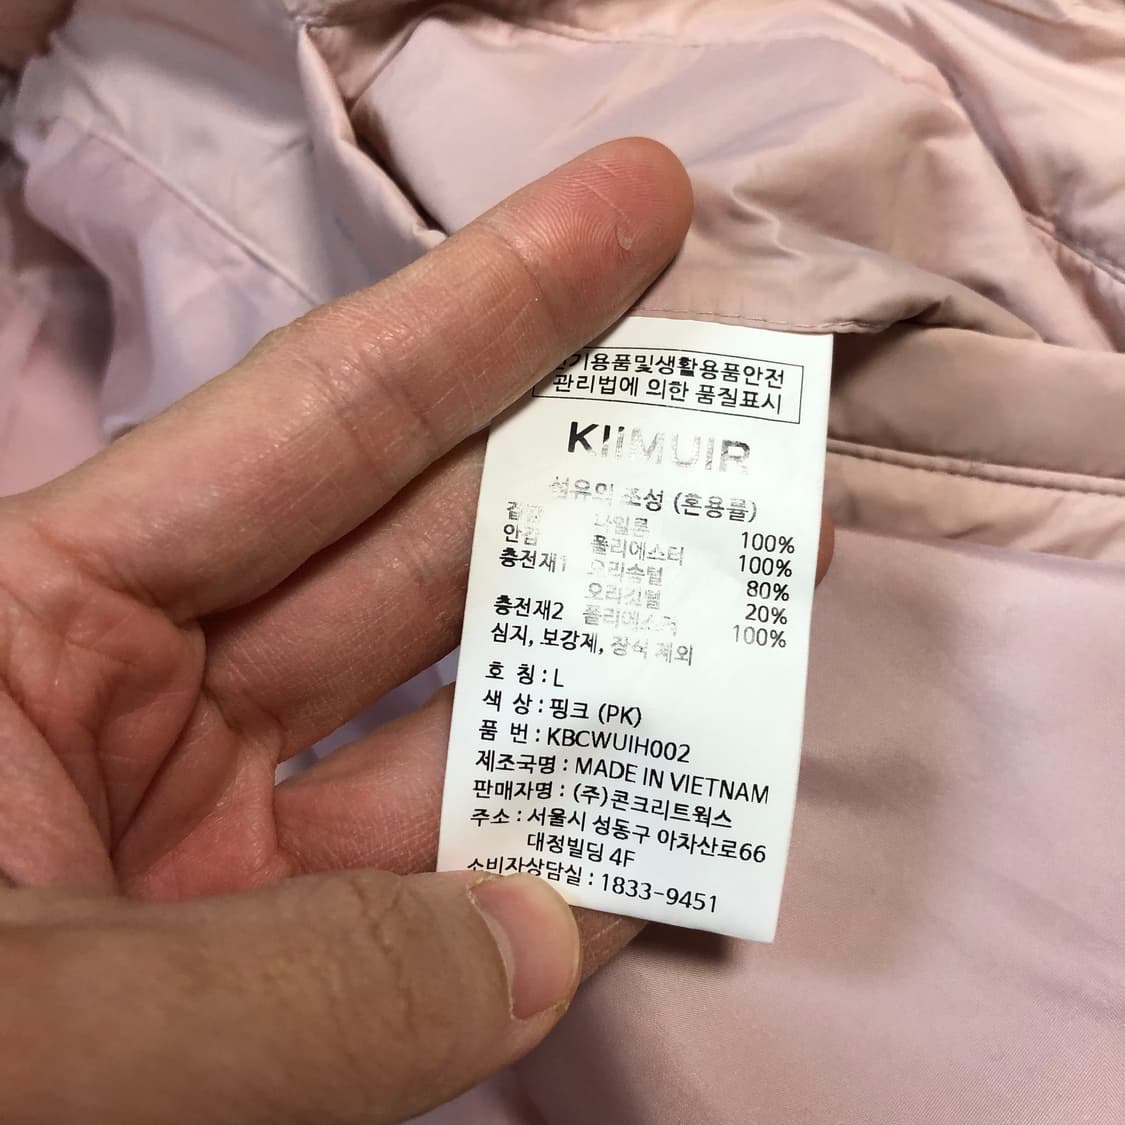 전기용품및생활용품안전
관리법에 의한 품질표시
KIIMUIR
섬유의 조성 (혼용률)
겉감 나일론 100%
안감 폴리에스터 100%
충전재1 오리솜털 80%
오리깃털 20%
충전재2 폴리에스터 100%
심지, 보강제, 장식 제외
호 칭 : L
색 상 : 핑크 (PK)
품 번 : KBCWUIH002
제조국명 : MADE IN VIETNAM
판매자명 : (주)콘크리트웍스
주소 : 서울시 성동구 아차산로66
대정빌딩 4F
소비자상담실 : 1833-9451